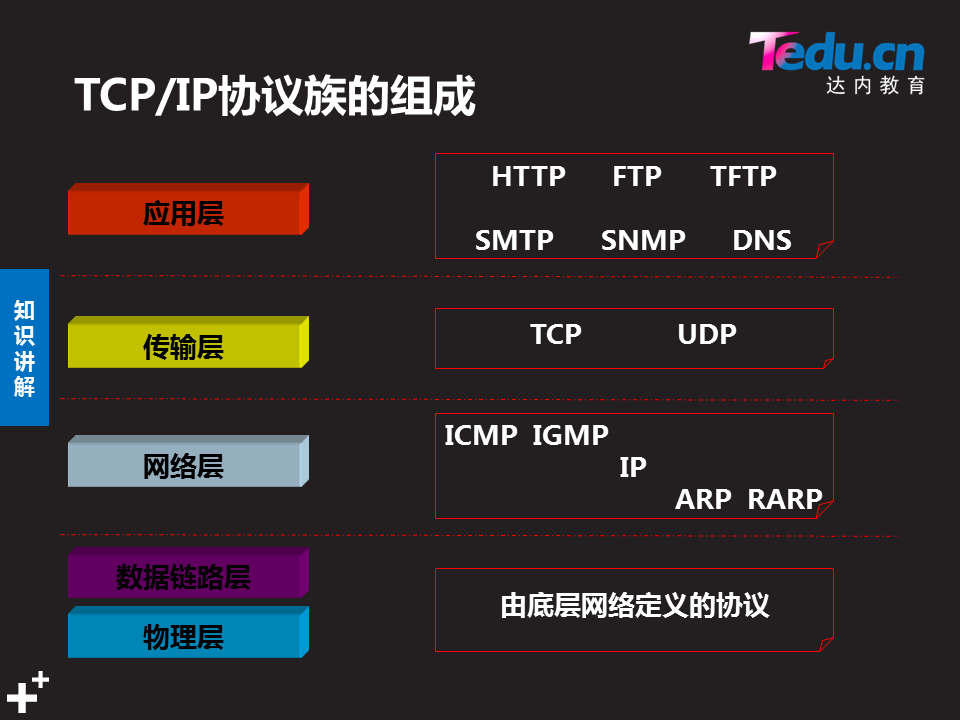 Tedu.cn
达内教育
TCP/IP协议族的组成
应用层
HTTP FTP TFTP
SMTP SNMP DNS
知识讲解
传输层
TCP UDP
网络层
ICMP IGMP
IP
ARP RARP
数据链路层
物理层
由底层网络定义的协议